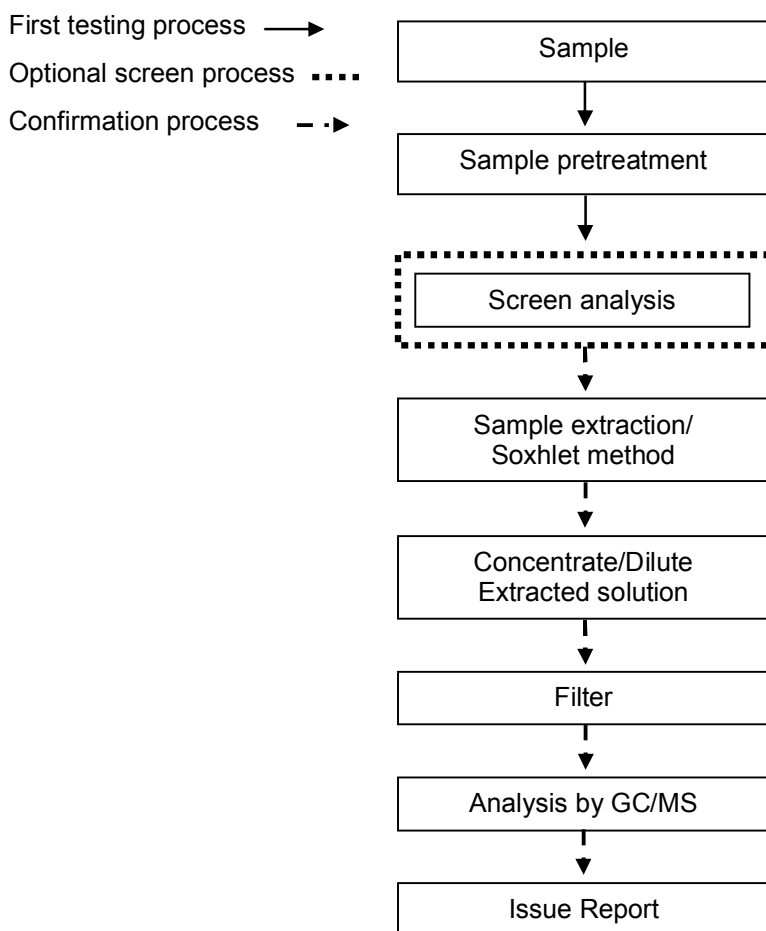 First testing process
Optional screen process
Confirmation process
Sample
Sample pretreatment
Screen analysis
Sample extraction/
Soxhlet method
Concentrate/Dilute
Extracted solution
Filter
Analysis by GC/MS
Issue Report